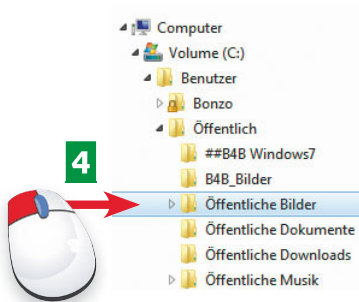 Computer
Volume (C:)
Benutzer
Bonzo
Öffentlich
##B4B Windows7
B4B_Bilder
4
Öffentliche Bilder
Öffentliche Dokumente
Öffentliche Downloads
Öffentliche Musik